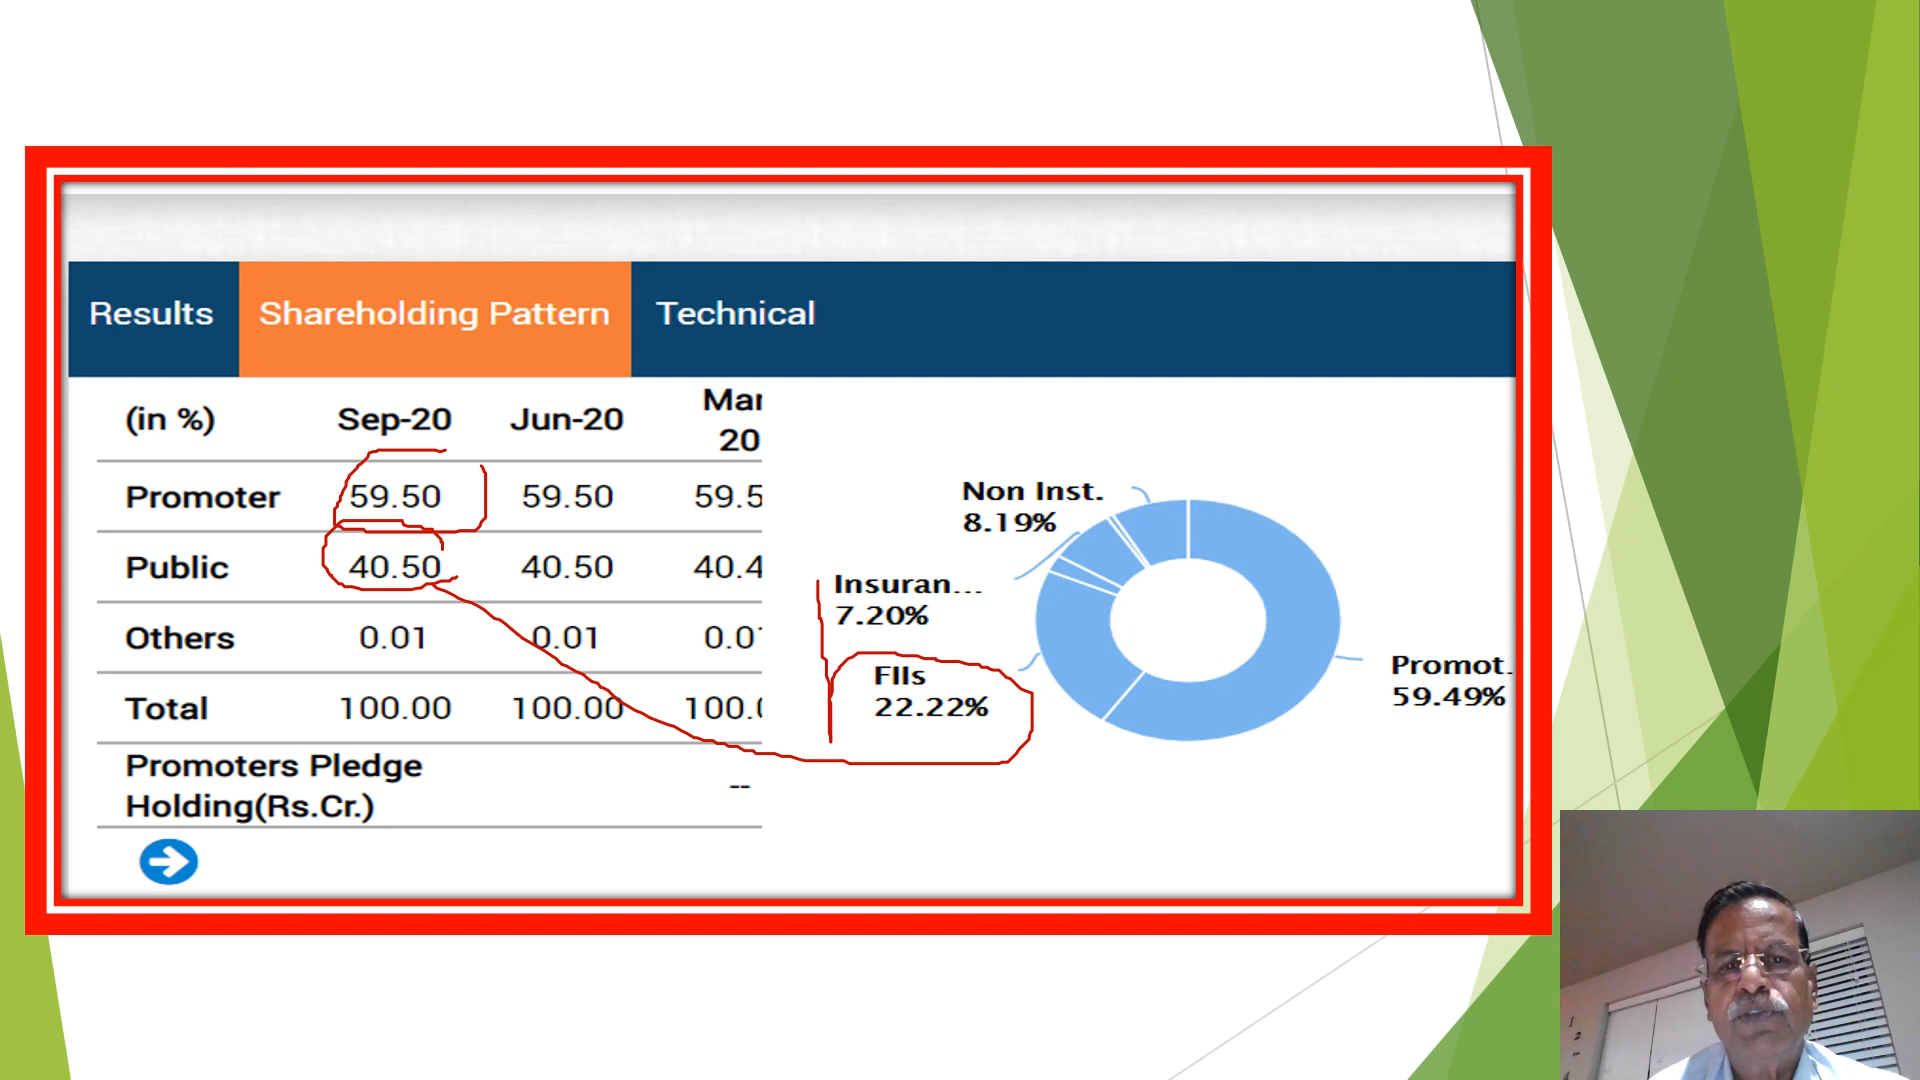 Results Shareholding Pattern Technical
(in %) Sep-20 Jun-20 Mar
20
Promoter 59.50 59.50 59.5
Public 40.50 40.50 40.4
Others 0.01 0.01 0.01
Total 100.00 100.00 100.0
Promoters Pledge
Holding(Rs.Cr.) --
Non Inst.
8.19%
Insuran...
7.20%
FIIs
22.22%
Promot.
59.49%